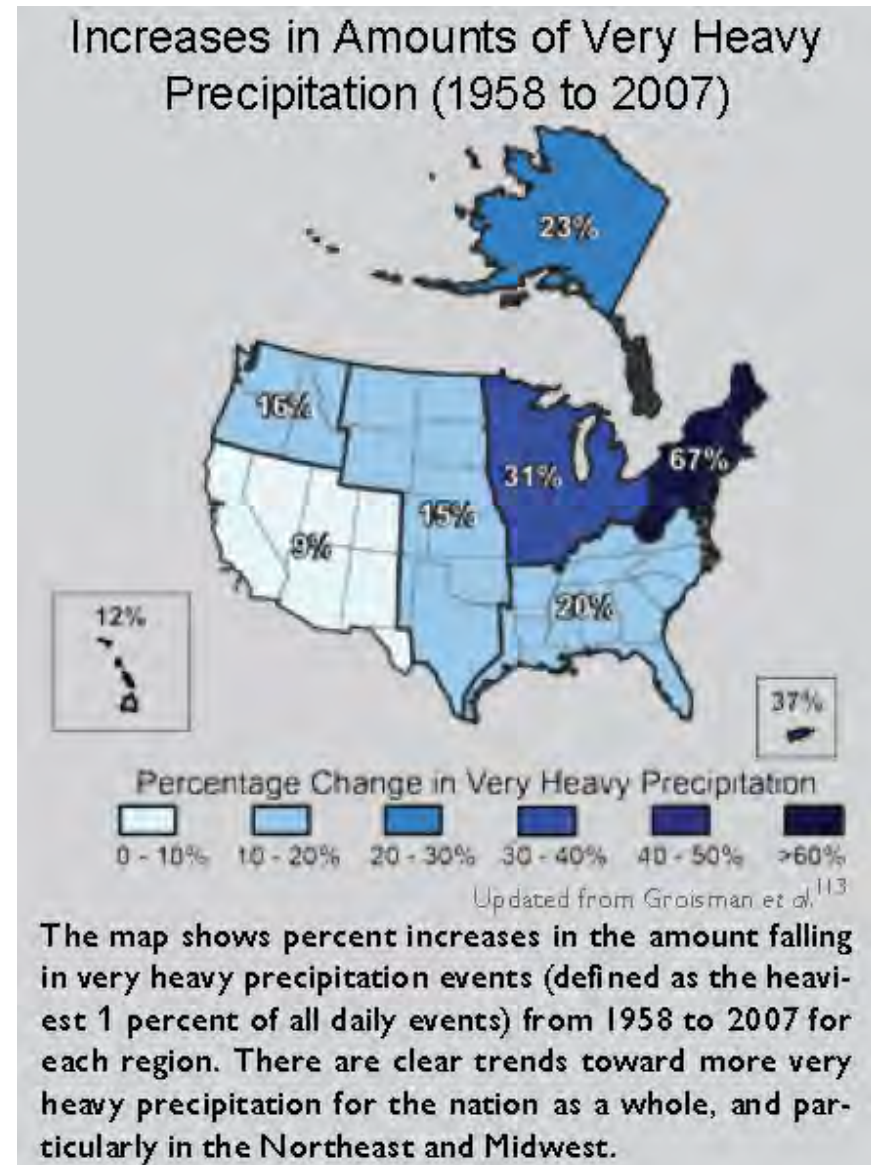 Increases in Amounts of Very Heavy
Precipitation (1958 to 2007)
23%
16%
67%
31%
15%
9%
20%
12%
37%
Percentage Change in Very Heavy Precipitation
0 - 10% 10 - 20% 20 - 30% 30 - 40% 40 - 50% >60%
Updated from Groisman et al.113
The map shows percent increases in the amount falling
in very heavy precipitation events (defined as the heavi-
est 1 percent of all daily events) from 1958 to 2007 for
each region. There are clear trends toward more very
heavy precipitation for the nation as a whole, and par-
ticularly in the Northeast and Midwest.